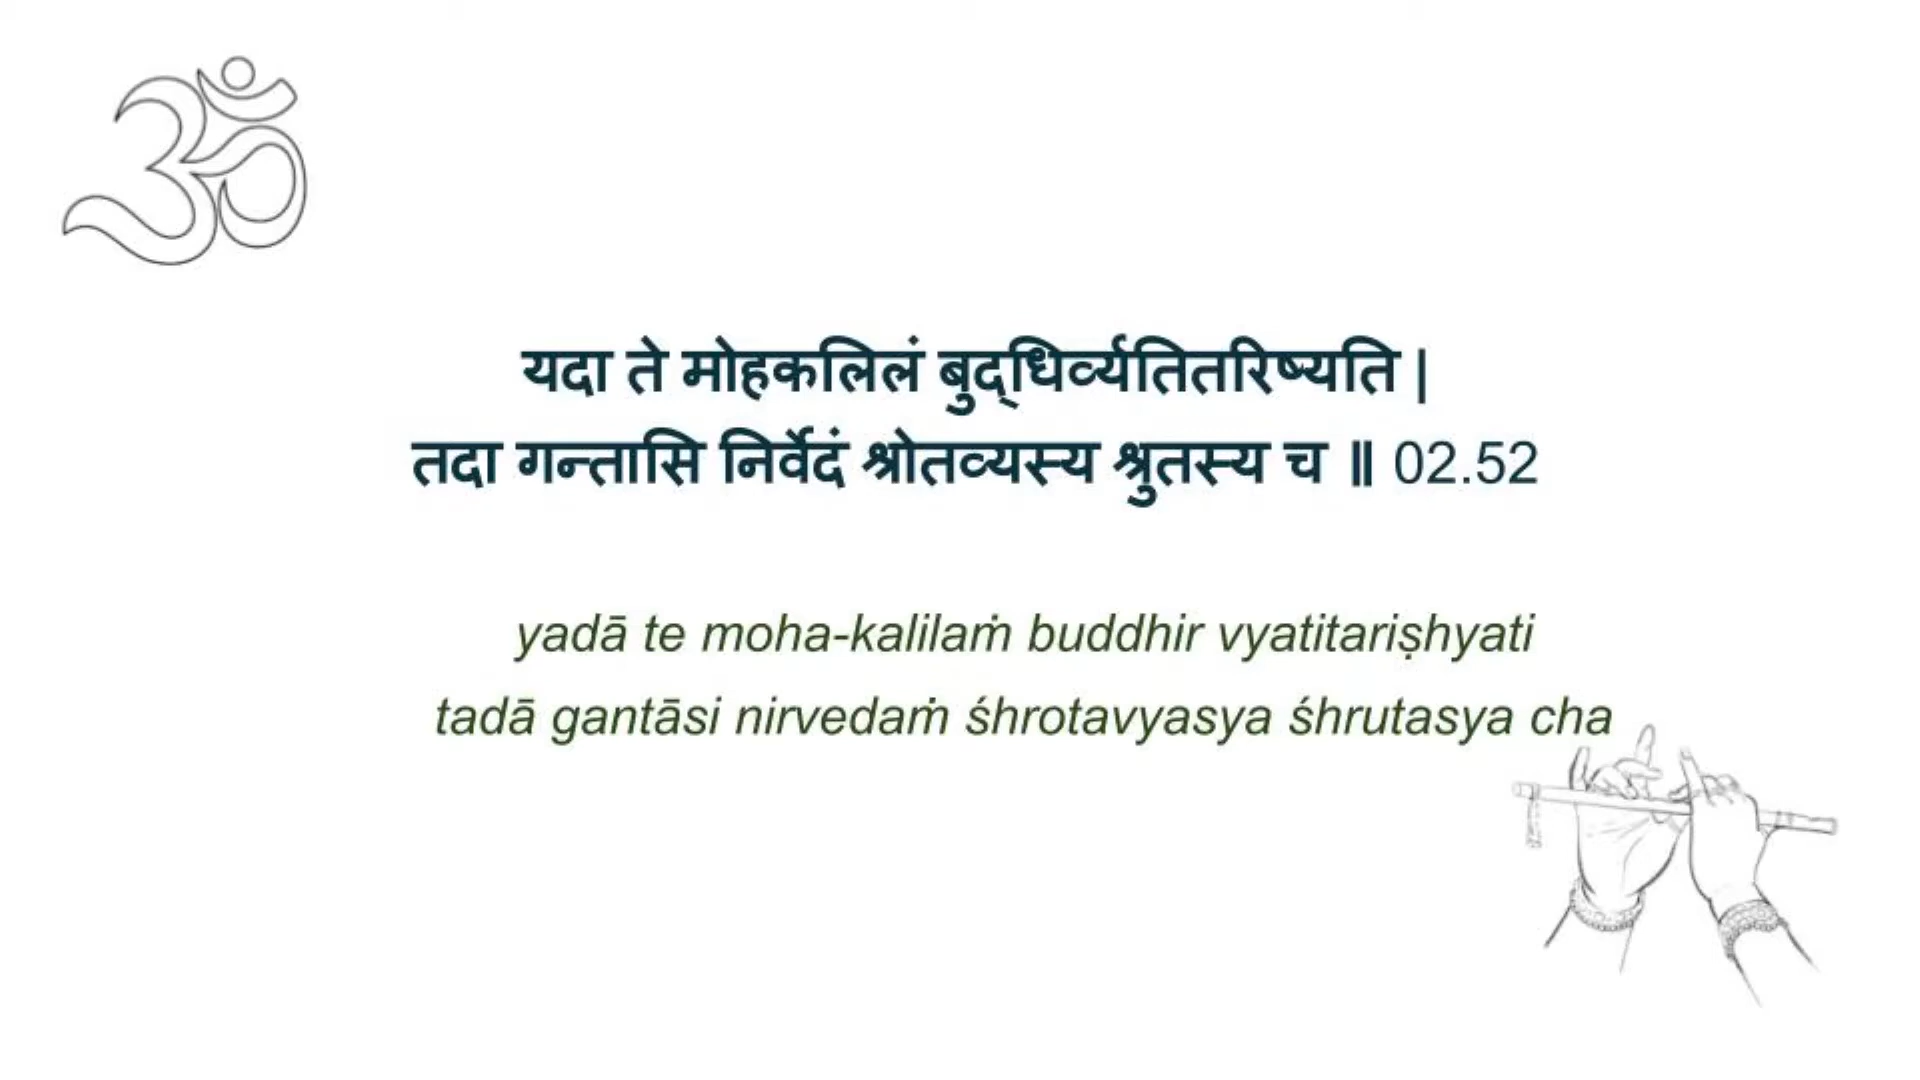 यदा ते मोहकलिलं बुद्‌धिर्व्यतितरिष्यति |
तदा गन्तासि निर्वेदं श्रोतव्यस्य श्रुतस्य च ॥ 02.52
yadā te moha-kalilaṁ buddhir vyatitariṣhyati
tadā gantāsi nirvedaṁ śhrotavyasya śhrutasya cha